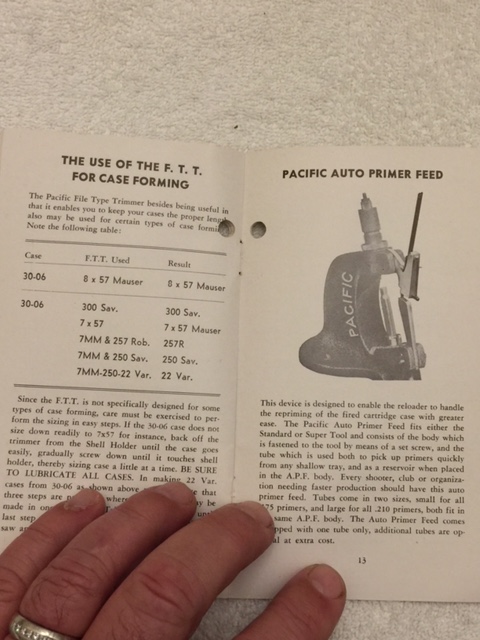 THE USE OF THE F. T. T.
FOR CASE FORMING
The Pacific File Type Trimmer besides being useful in
that it enables you to keep your cases the proper length
also may be used for certain types of case
Note the following table:
Case F.T.T. Used Result
30-06 8 x 57 Mauser 8 x 57 Mauser
30-06 300 Sav. 300 Sav.
7 x 57 7 x 57 Mauser
7MM & 257 Rob. 257R
7MM & 250 Sav. 250 Sav.
7MM-250-22 Var. 22 Var.
Since the F.T.T. is not specifically designed for some
types of case forming, care must be exercised to per-
form the sizing in easy steps. If the 30-06 case does not
size down readily to 7x57 for instance, back off the
trimmer from the Shell Holder until the case goes
easily, gradually screw down until it touches shell
holder, thereby sizing case a little at a time. BE SURE
TO LUBRICATE ALL CASES. In making 22 Var.
cases from 30-06 as shown above that
three steps are
made in
last step
PACIFIC AUTO PRIMER FEED
PACIFIC
This device is designed to enable the reloader to handle
the repriming of the fired cartridge case with greater
ease. The Pacific Auto Primer Feed fits either the
Standard or Super Tool and consists of the body which
is fastened to the tool by means of a set screw, and the
tube which is used both to pick up primers quickly
from any shallow tray, and as a reservoir when placed
in the A.P.F. body. Every shooter, club or organiza-
tion needing faster production should have this auto
primer feed. Tubes come in two sizes, small for all
primers, and large for all .210 primers, both fit in
same A.P.F. body. The Auto Primer Feed comes
with one tube only, additional tubes are op-
at extra cost.
13